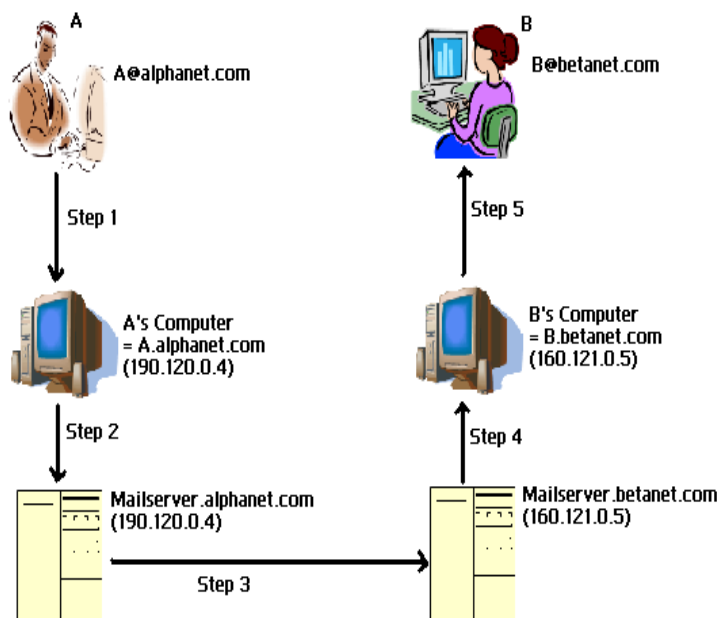 A
A@alphanet.com
B
B@betanet.com
Step 1
Step 5
A's Computer
= A.alphanet.com
(190.120.0.4)
B's Computer
= B.betanet.com
(160.121.0.5)
Step 2
Step 4
Mailserver.alphanet.com
(190.120.0.4)
Mailserver.betanet.com
(160.121.0.5)
Step 3